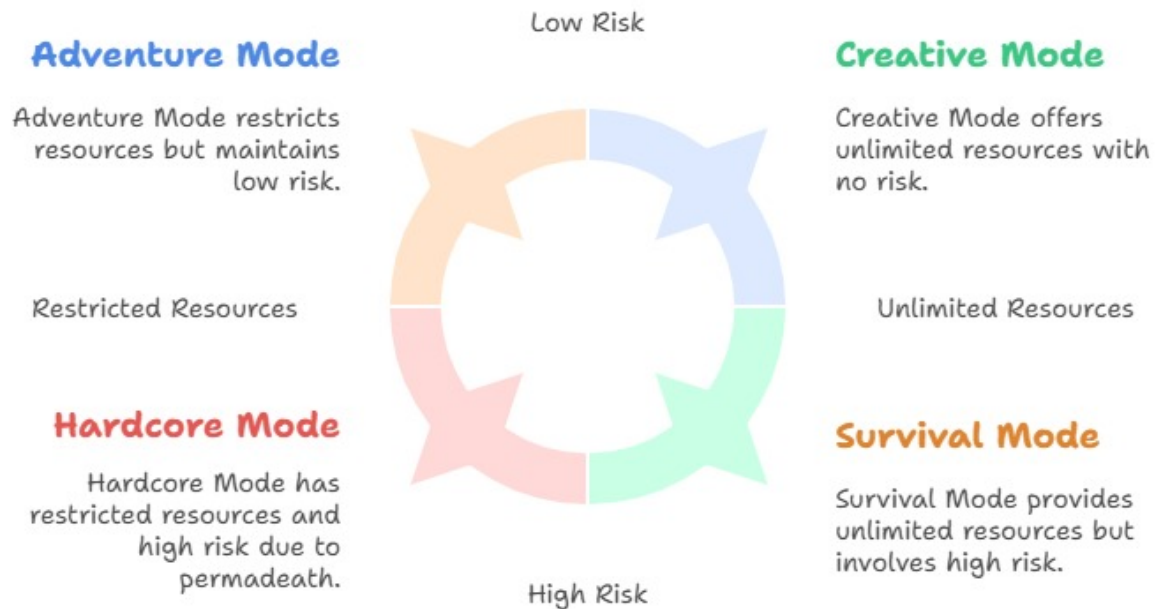 Low Risk
Adventure Mode
Adventure Mode restricts
resources but maintains
low risk.
Creative Mode
Creative Mode offers
unlimited resources with
no risk.
Restricted Resources
Unlimited Resources
Hardcore Mode
Hardcore Mode has
restricted resources and
high risk due to
permadeath.
Survival Mode
Survival Mode provides
unlimited resources but
involves high risk.
High Risk